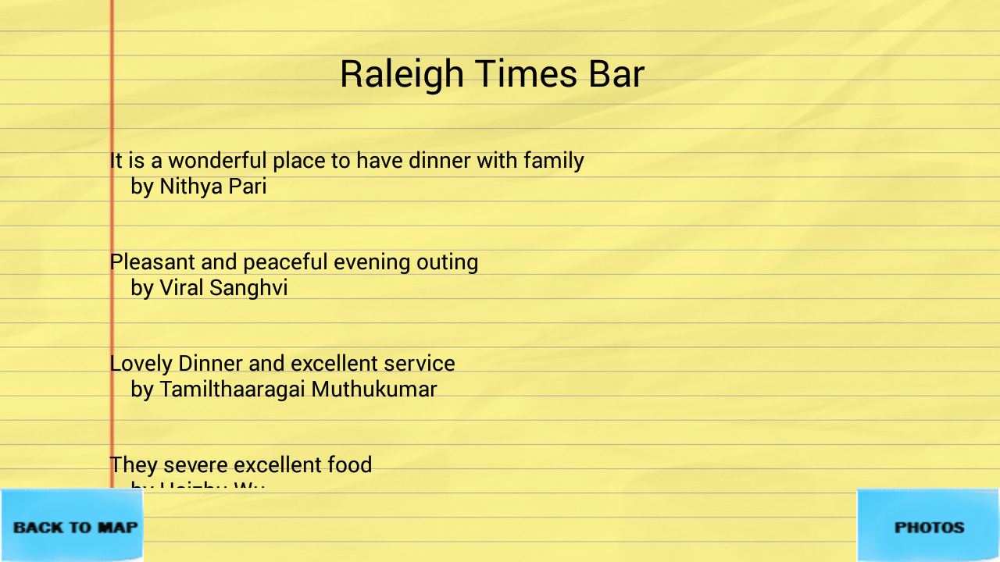 Raleigh Times Bar
It is a wonderful place to have dinner with family
by Nithya Pari
Pleasant and peaceful evening outing
by Viral Sanghvi
Lovely Dinner and excellent service
by Tamilthaaragai Muthukumar
They severe excellent food
by
BACK TO MAP
PHOTOS